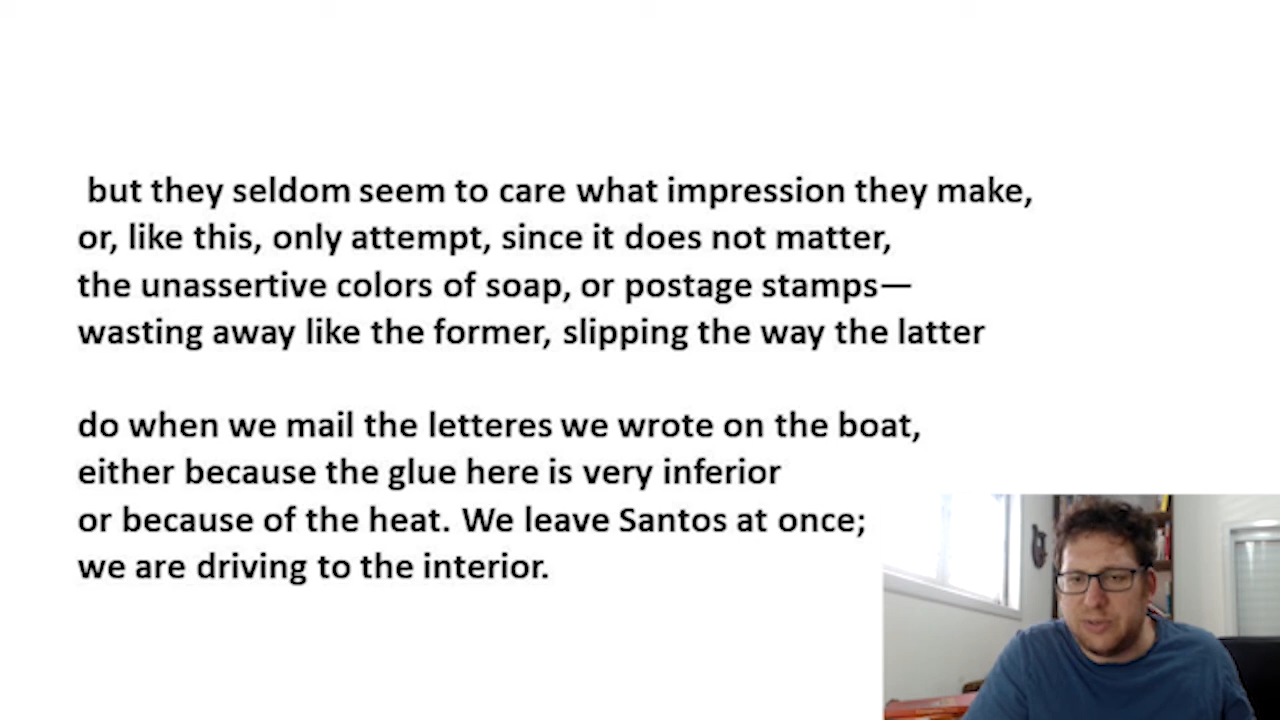 but they seldom seem to care what impression they make,
or, like this, only attempt, since it does not matter,
the unassertive colors of soap, or postage stamps—
wasting away like the former, slipping the way the latter
do when we mail the letteres we wrote on the boat,
either because the glue here is very inferior
or because of the heat. We leave Santos at once;
we are driving to the interior.